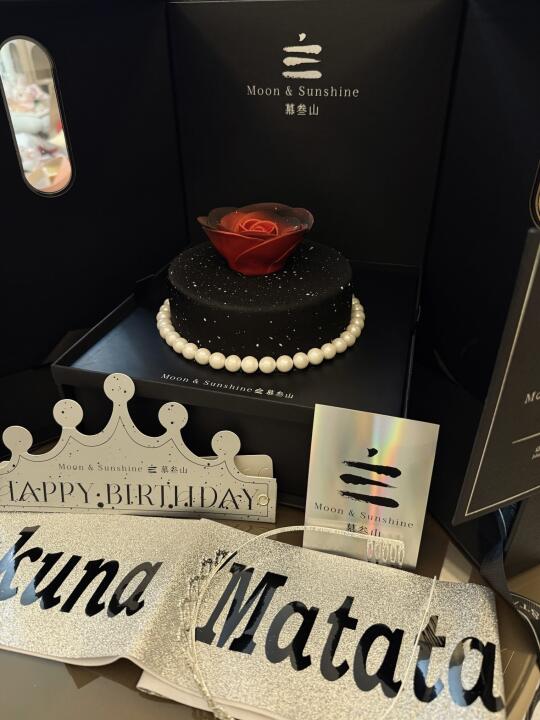 Moon & Sunshine
慕叁山
Moon & Sunshine 慕叁山
Moon & Sunshine 慕叁山
HAPPY BIRTHDAY
Moon & Sunshine
慕叁山
kuna Matata